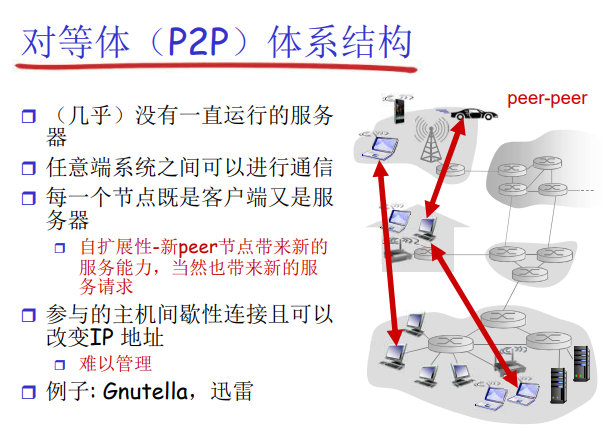 对等体（P2P）体系结构
（几乎）没有一直运行的服务
器
任意端系统之间可以进行通信
每一个节点既是客户端又是服
务器
自扩展性-新peer节点带来新的
服务能力，当然也带来新的服
务请求
参与的主机间歇性连接且可以
改变IP 地址
难以管理
例子: Gnutella，迅雷
peer-peer